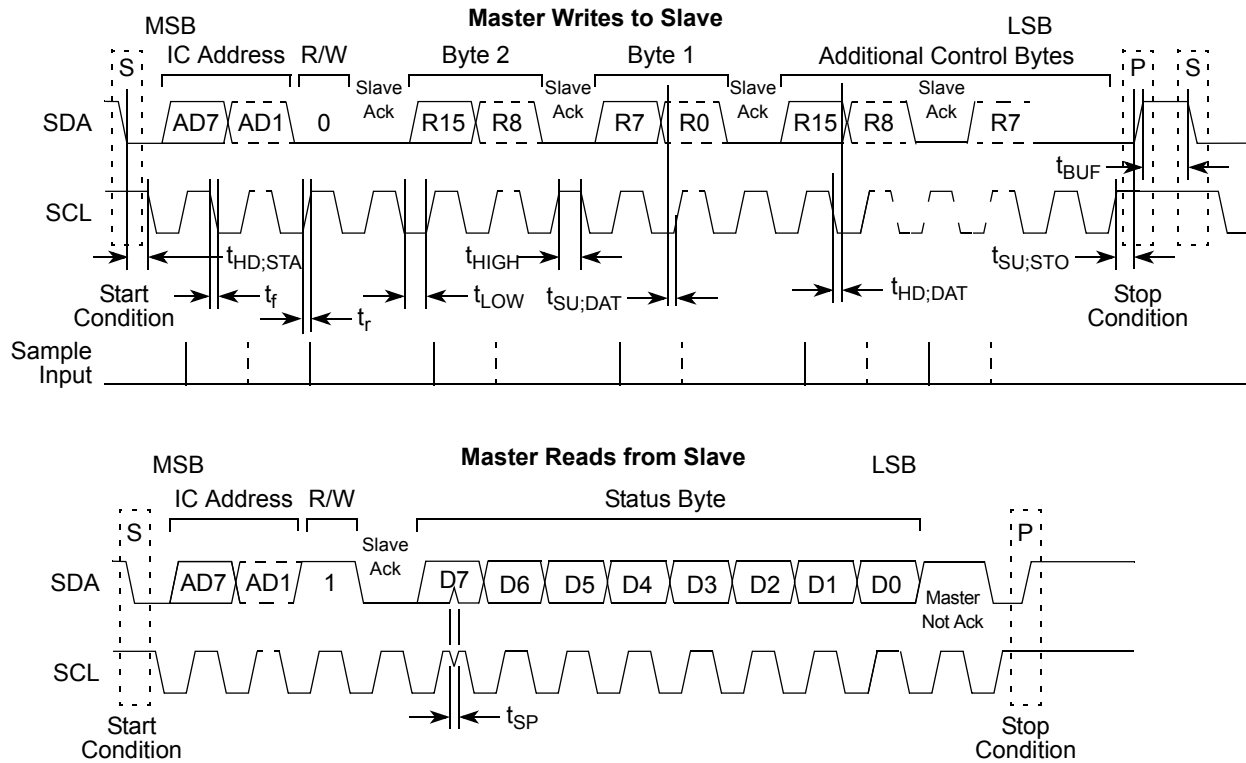 Master Writes to Slave
MSB LSB
S IC Address R/W Byte 2 Byte 1 Additional Control Bytes P S
Slave Ack Slave Ack Slave Ack Slave Ack
SDA AD7 AD1 0 R15 R8 R7 R0 R15 R8 R7
tBUF
SCL
tHD;STA tHIGH tSU;STO
tf tLOW tSU;DAT tHD;DAT
tr
Start Condition Stop Condition
Sample Input
Master Reads from Slave
MSB LSB
S IC Address R/W Status Byte P
Slave Ack
SDA AD7 AD1 1 D7 D6 D5 D4 D3 D2 D1 D0 Master Not Ack
SCL
tSP
Start Condition Stop Condition